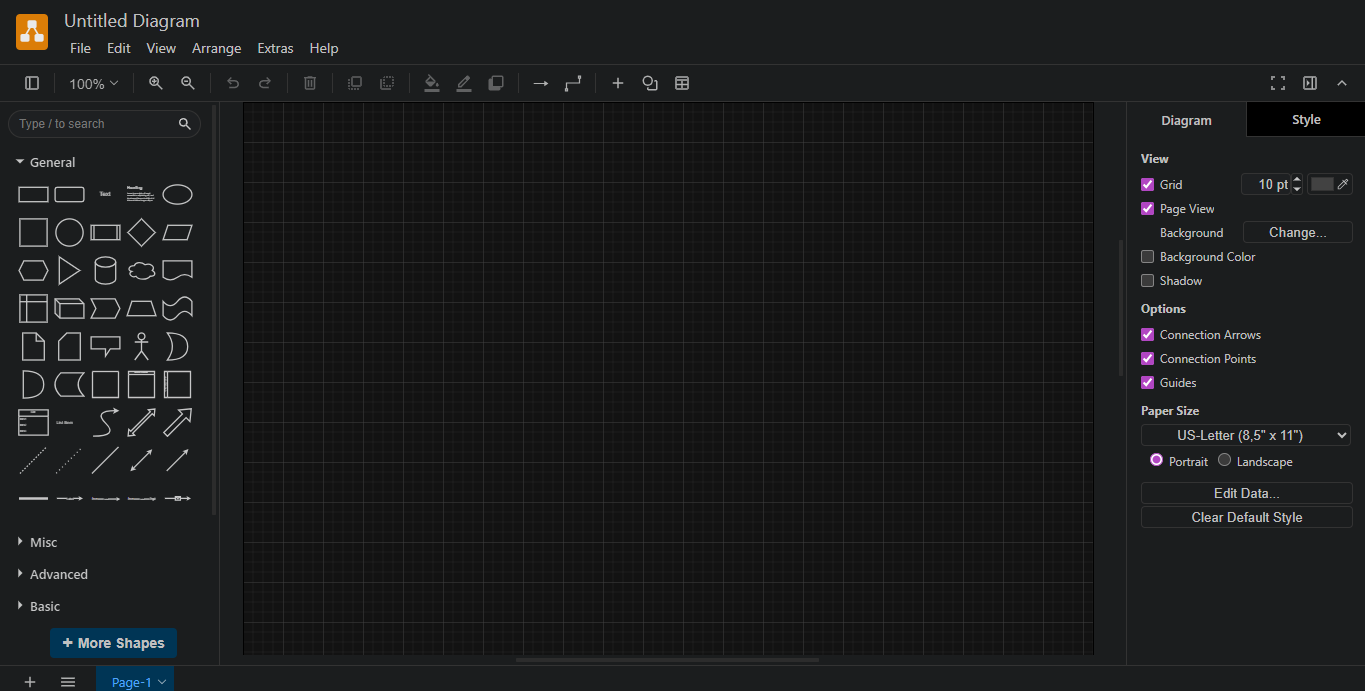 Untitled Diagram
File Edit View Arrange Extras Help
100%
Type / to search
General
Text
Heading
List Item
Misc
Advanced
Basic
+ More Shapes
Page-1
Diagram Style
View
Grid 10 pt
Page View
Background Change...
Background Color
Shadow
Options
Connection Arrows
Connection Points
Guides
Paper Size
US-Letter (8,5" x 11")
Portrait Landscape
Edit Data...
Clear Default Style